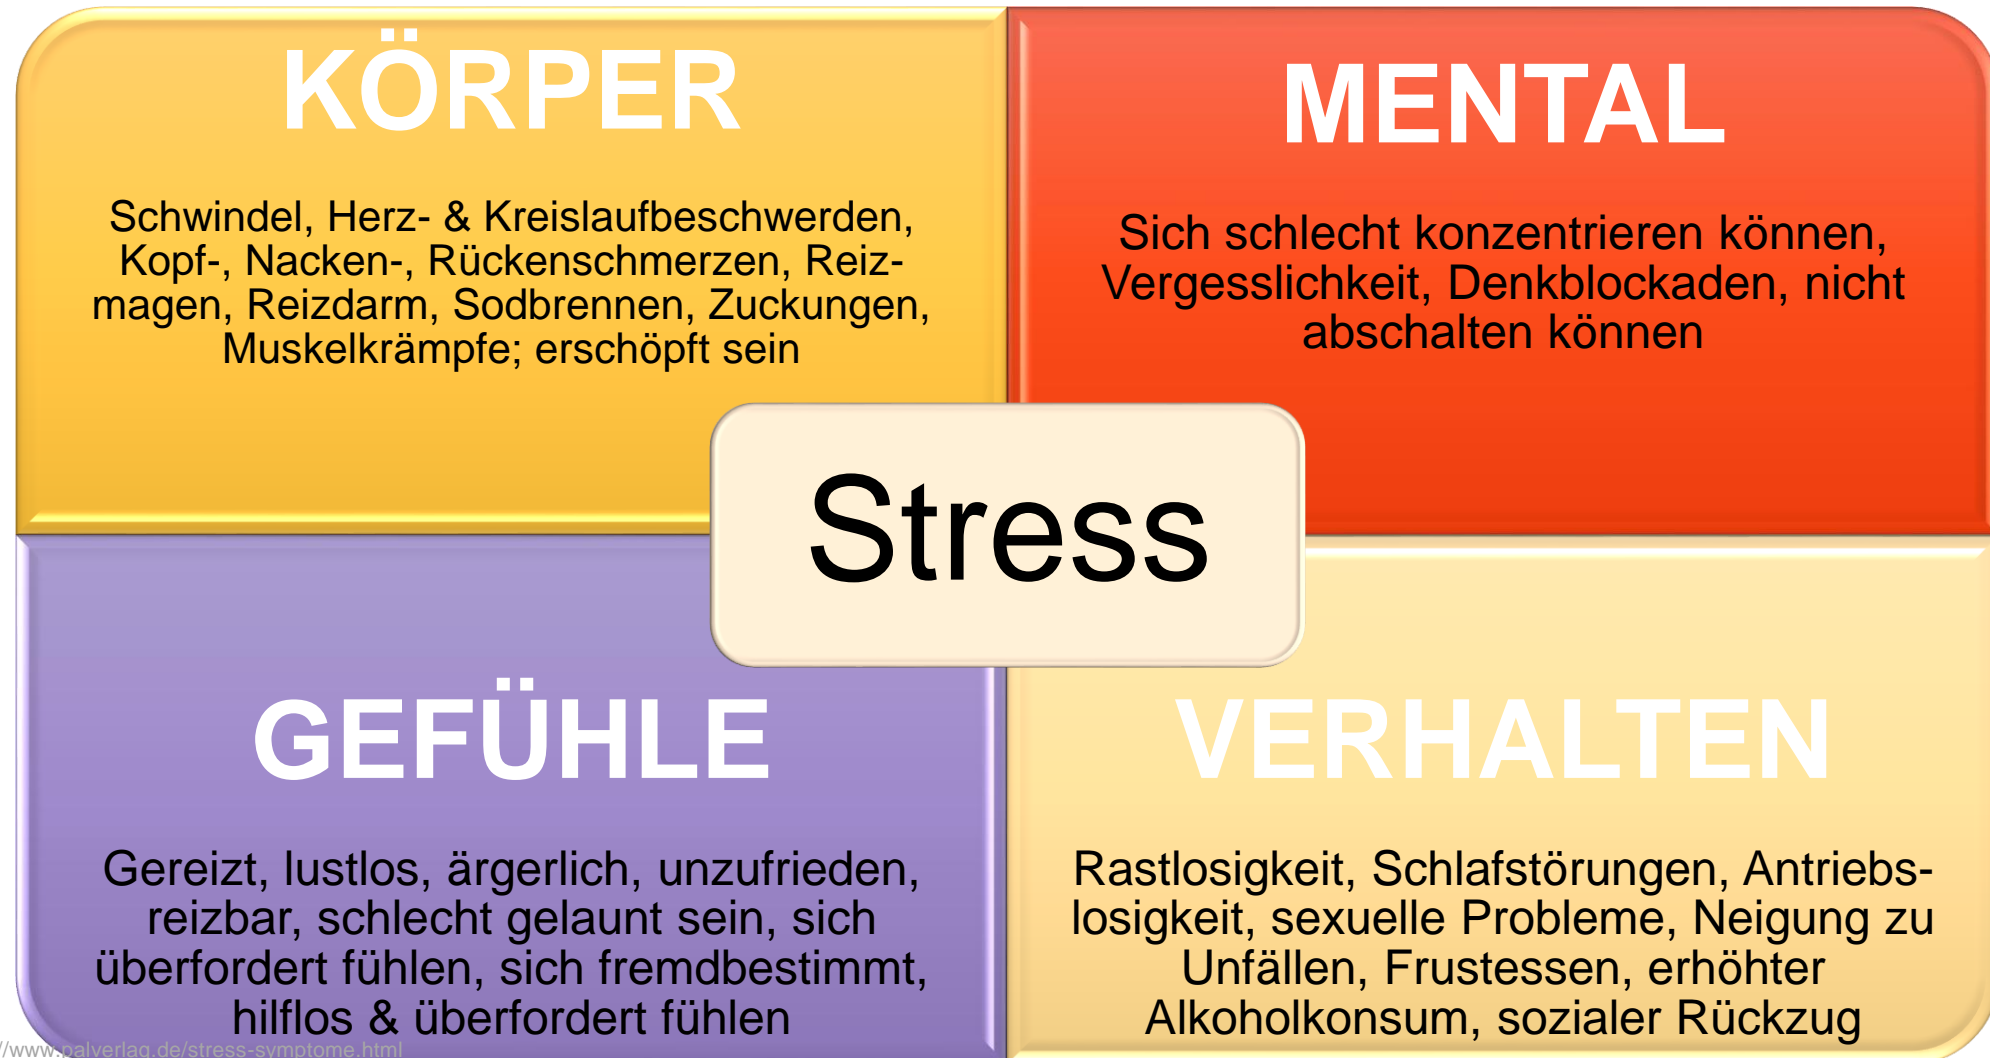 KÖRPER
Schwindel, Herz- & Kreislaufbeschwerden,
Kopf-, Nacken-, Rückenschmerzen, Reiz-
magen, Reizdarm, Sodbrennen, Zuckungen,
Muskelkrämpfe; erschöpft sein
MENTAL
Sich schlecht konzentrieren können,
Vergesslichkeit, Denkblockaden, nicht
abschalten können
Stress
GEFÜHLE
Gereizt, lustlos, ärgerlich, unzufrieden,
reizbar, schlecht gelaunt sein, sich
überfordert fühlen, sich fremdbestimmt,
hilflos & überfordert fühlen
VERHALTEN
Rastlosigkeit, Schlafstörungen, Antriebs-
losigkeit, sexuelle Probleme, Neigung zu
Unfällen, Frustessen, erhöhter
Alkoholkonsum, sozialer Rückzug
//www.palverlag.de/stress-symptome.html